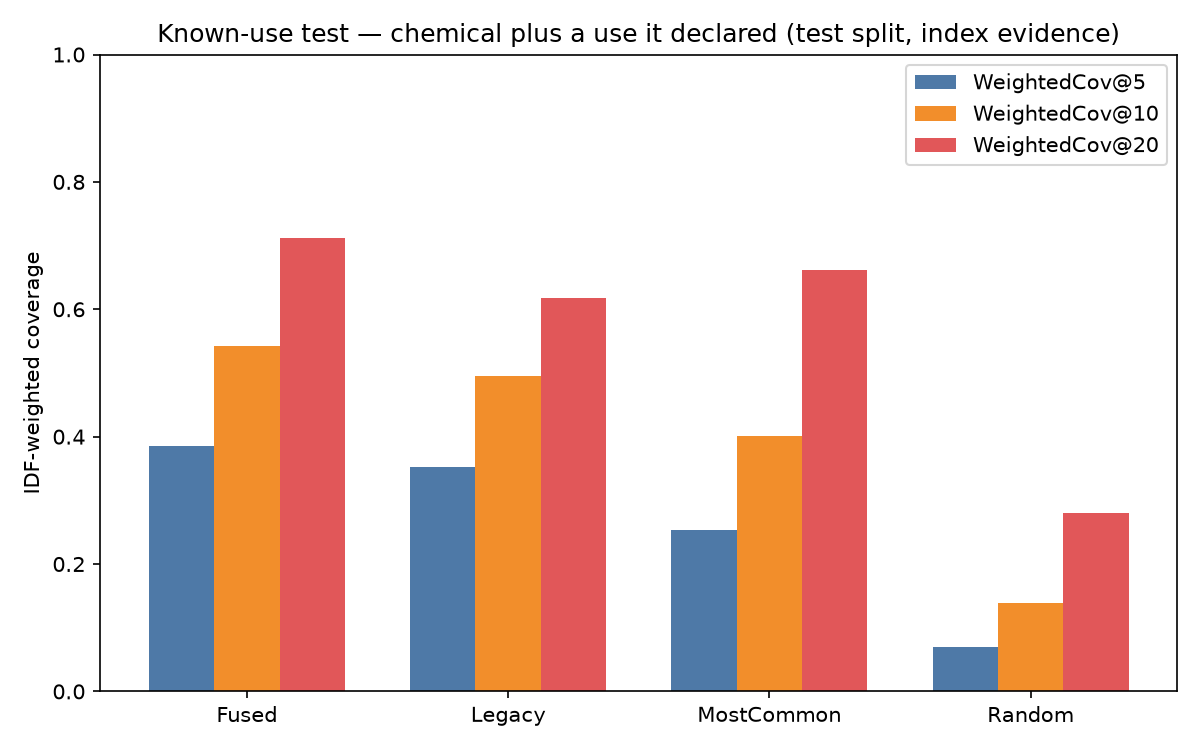 Known-use test — chemical plus a use it declared (test split, index evidence)
WeightedCov@5
WeightedCov@10
WeightedCov@20
IDF-weighted coverage
1.0
0.8
0.6
0.4
0.2
0.0
Fused Legacy MostCommon Random